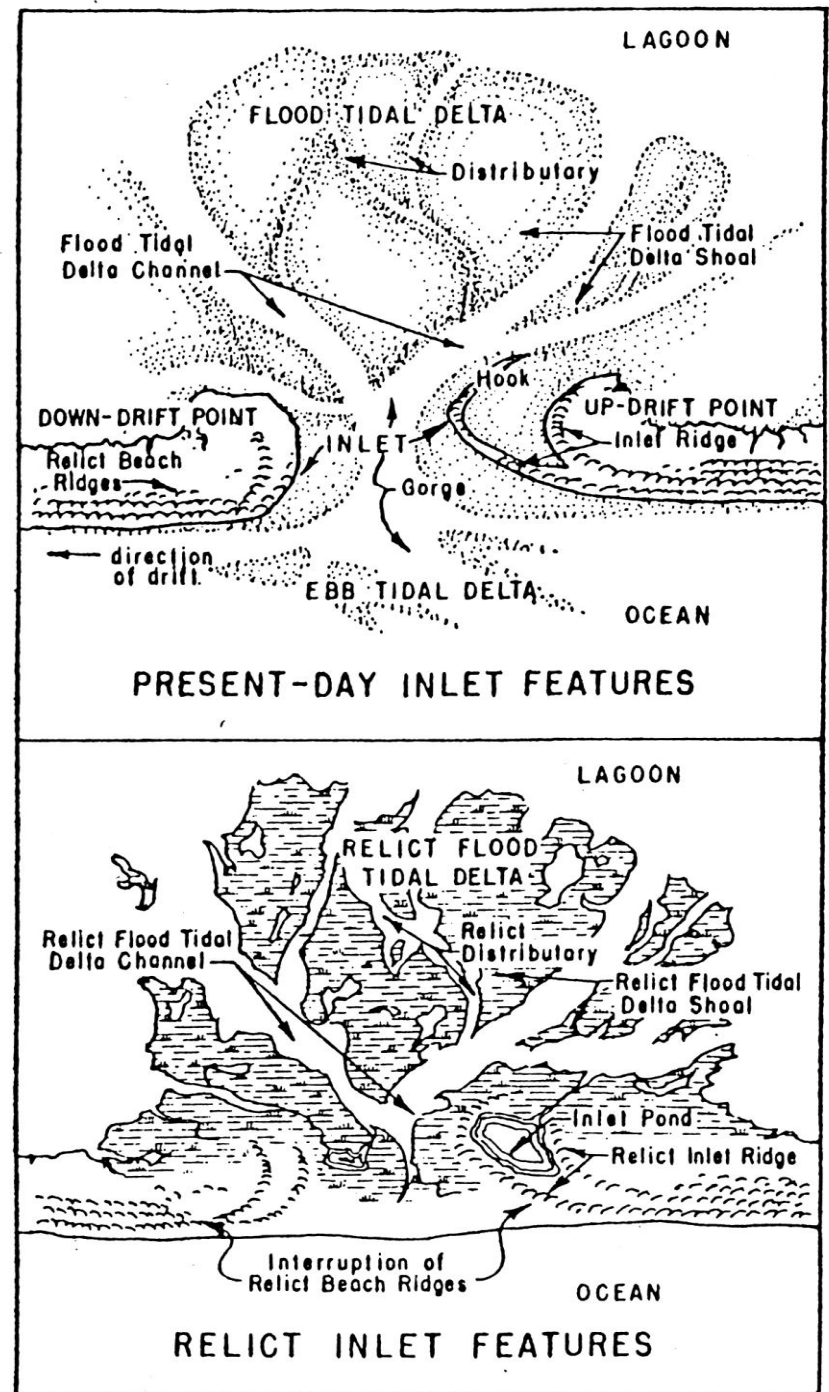 LAGOON
FLOOD TIDAL DELTA
Distributary
Flood Tidal
Delta Channel
Flood Tidal
Delta Shoal
Hook
DOWN-DRIFT POINT
UP-DRIFT POINT
INLET
Inlet Ridge
Relict Beach
Ridges
Gorge
direction
of drift
EBB TIDAL DELTA
OCEAN
PRESENT-DAY INLET FEATURES
LAGOON
RELICT FLOOD
TIDAL DELTA
Relict Flood Tidal
Delta Channel
Relict
Distributary
Relict Flood Tidal
Delta Shoal
Inlet Pond
Relict Inlet Ridge
Interruption of
Relict Beach Ridges
OCEAN
RELICT INLET FEATURES